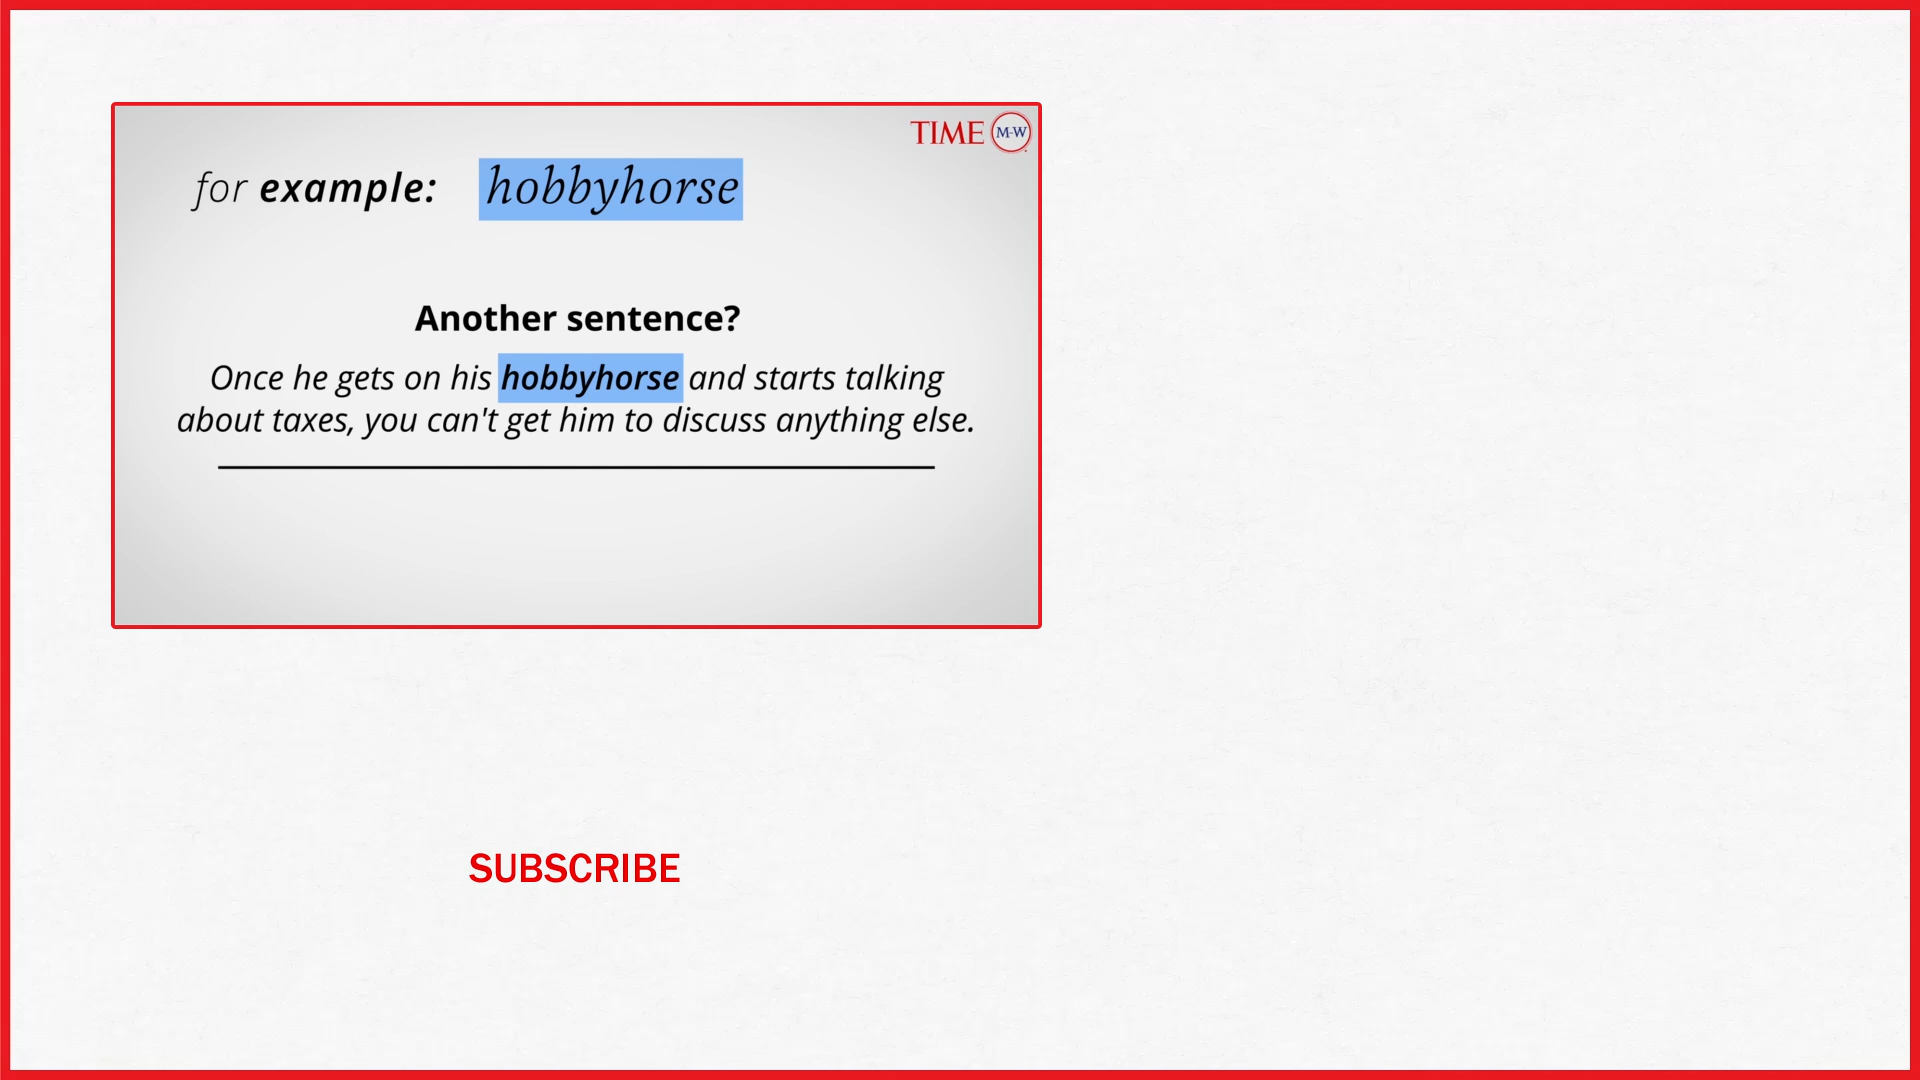 TIME M-W
for example: hobbyhorse
Another sentence?
Once he gets on his hobbyhorse and starts talking
about taxes, you can't get him to discuss anything else.
SUBSCRIBE